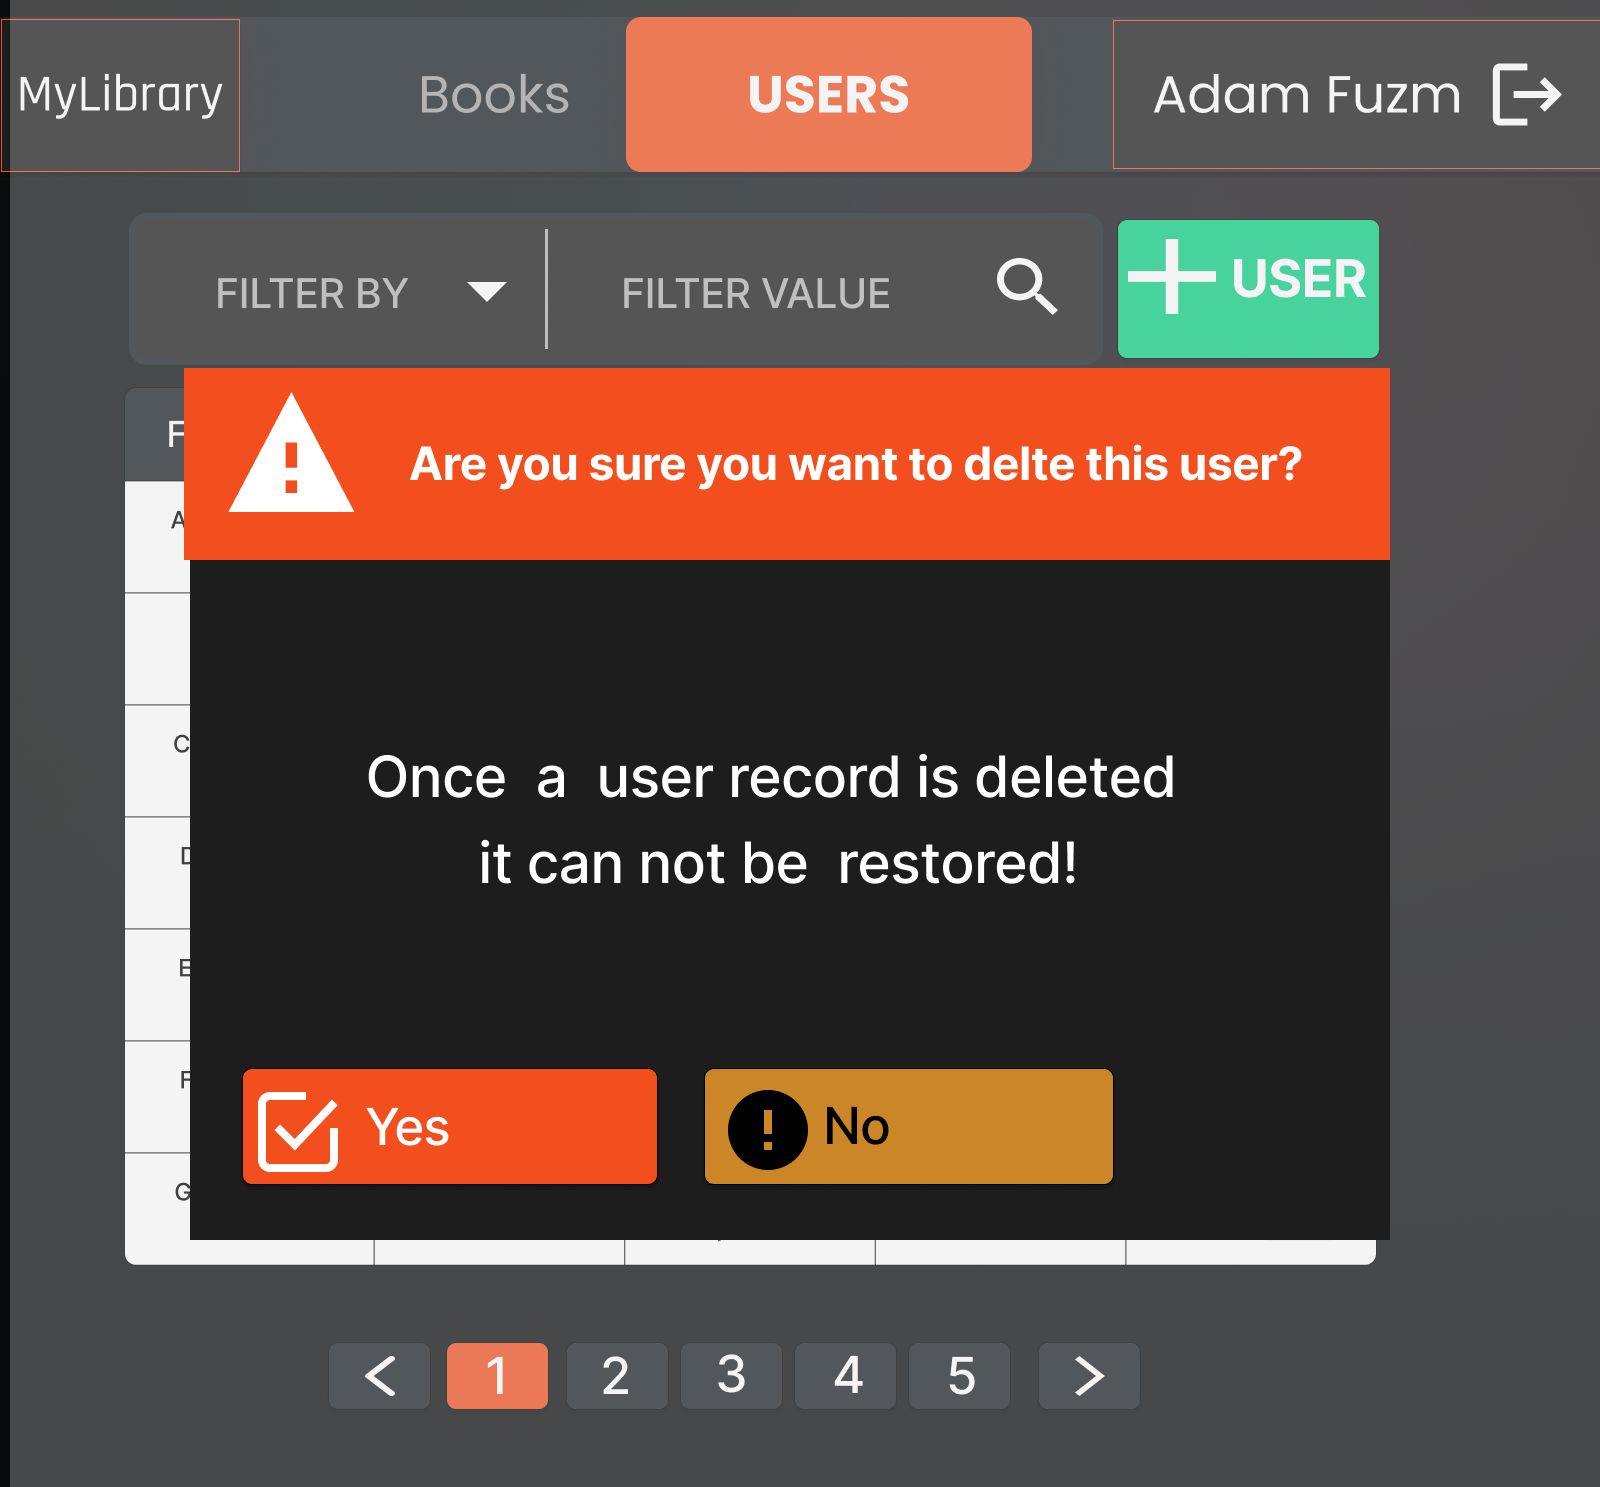 MyLibrary
Books
USERS
Adam Fuzm
FILTER BY
FILTER VALUE
USER
F
Are you sure you want to delte this user?
A
C
D
E
F
G
Once a user record is deleted
it can not be restored!
Yes
No
1
2
3
4
5